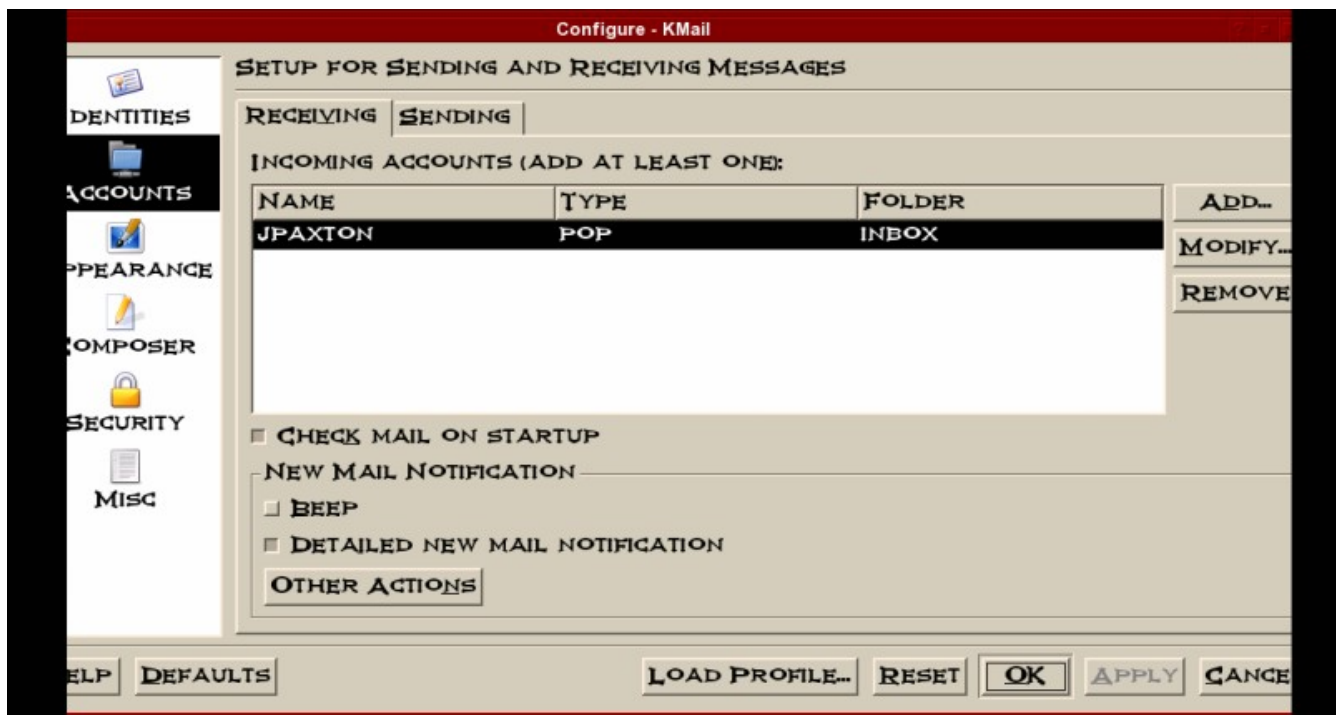 Configure - KMail
SETUP FOR SENDING AND RECEIVING MESSAGES
DENTITIES
ACCOUNTS
PPEARANCE
OMPOSER
SECURITY
MISC
RECEIVING SENDING
INCOMING ACCOUNTS (ADD AT LEAST ONE):
NAME TYPE FOLDER
JPAXTON POP INBOX
ADD...
MODIFY...
REMOVE
CHECK MAIL ON STARTUP
NEW MAIL NOTIFICATION
BEEP
DETAILED NEW MAIL NOTIFICATION
OTHER ACTIONS
ELP DEFAULTS LOAD PROFILE... RESET OK APPLY CANCE